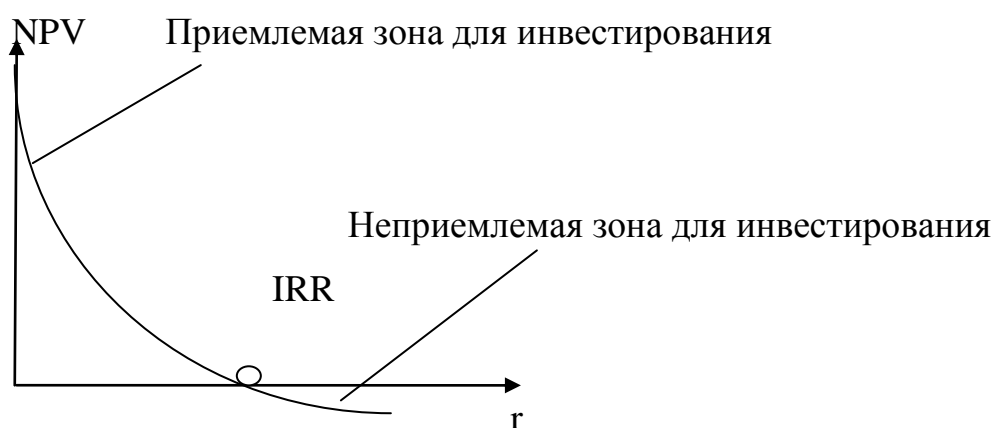 NPV Приемлемая зона для инвестирования
Неприемлемая зона для инвестирования
IRR
r